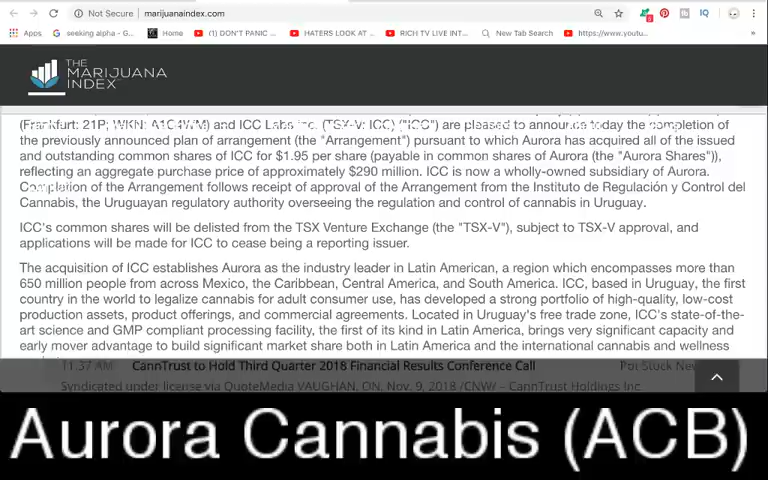 Not Secure | marijuanaindex.com
Apps seeking alpha - G... Home (1) DON'T PANIC ... HATERS LOOK AT ... RICH TV LIVE INT... New Tab Search https://www.youtu...
THE
MARIJUANA
INDEX
(Frankfurt: 21P; WKN: A1C4WM) and ICC Labs Inc. (TSX-V: ICC) ("ICC") are pleased to announce today the completion of
the previously announced plan of arrangement (the "Arrangement") pursuant to which Aurora has acquired all of the issued
and outstanding common shares of ICC for $1.95 per share (payable in common shares of Aurora (the "Aurora Shares")),
reflecting an aggregate purchase price of approximately $290 million. ICC is now a wholly-owned subsidiary of Aurora.
Completion of the Arrangement follows receipt of approval of the Arrangement from the Instituto de Regulación y Control del
Cannabis, the Uruguayan regulatory authority overseeing the regulation and control of cannabis in Uruguay.
ICC's common shares will be delisted from the TSX Venture Exchange (the "TSX-V"), subject to TSX-V approval, and
applications will be made for ICC to cease being a reporting issuer.
The acquisition of ICC establishes Aurora as the industry leader in Latin American, a region which encompasses more than
650 million people from across Mexico, the Caribbean, Central America, and South America. ICC, based in Uruguay, the first
country in the world to legalize cannabis for adult consumer use, has developed a strong portfolio of high-quality, low-cost
production assets, product offerings, and commercial agreements. Located in Uruguay's free trade zone, ICC's state-of-the-
art science and GMP compliant processing facility, the first of its kind in Latin America, brings very significant capacity and
early mover advantage to build significant market share both in Latin America and the international cannabis and wellness
11:37 AM CannTrust to Hold Third Quarter 2018 Financial Results Conference Call Pot Stock New
Syndicated under license via QuoteMedia VAUGHAN, ON, Nov. 9, 2018 /CNW/ – CannTrust Holdings Inc.
Aurora Cannabis (ACB)